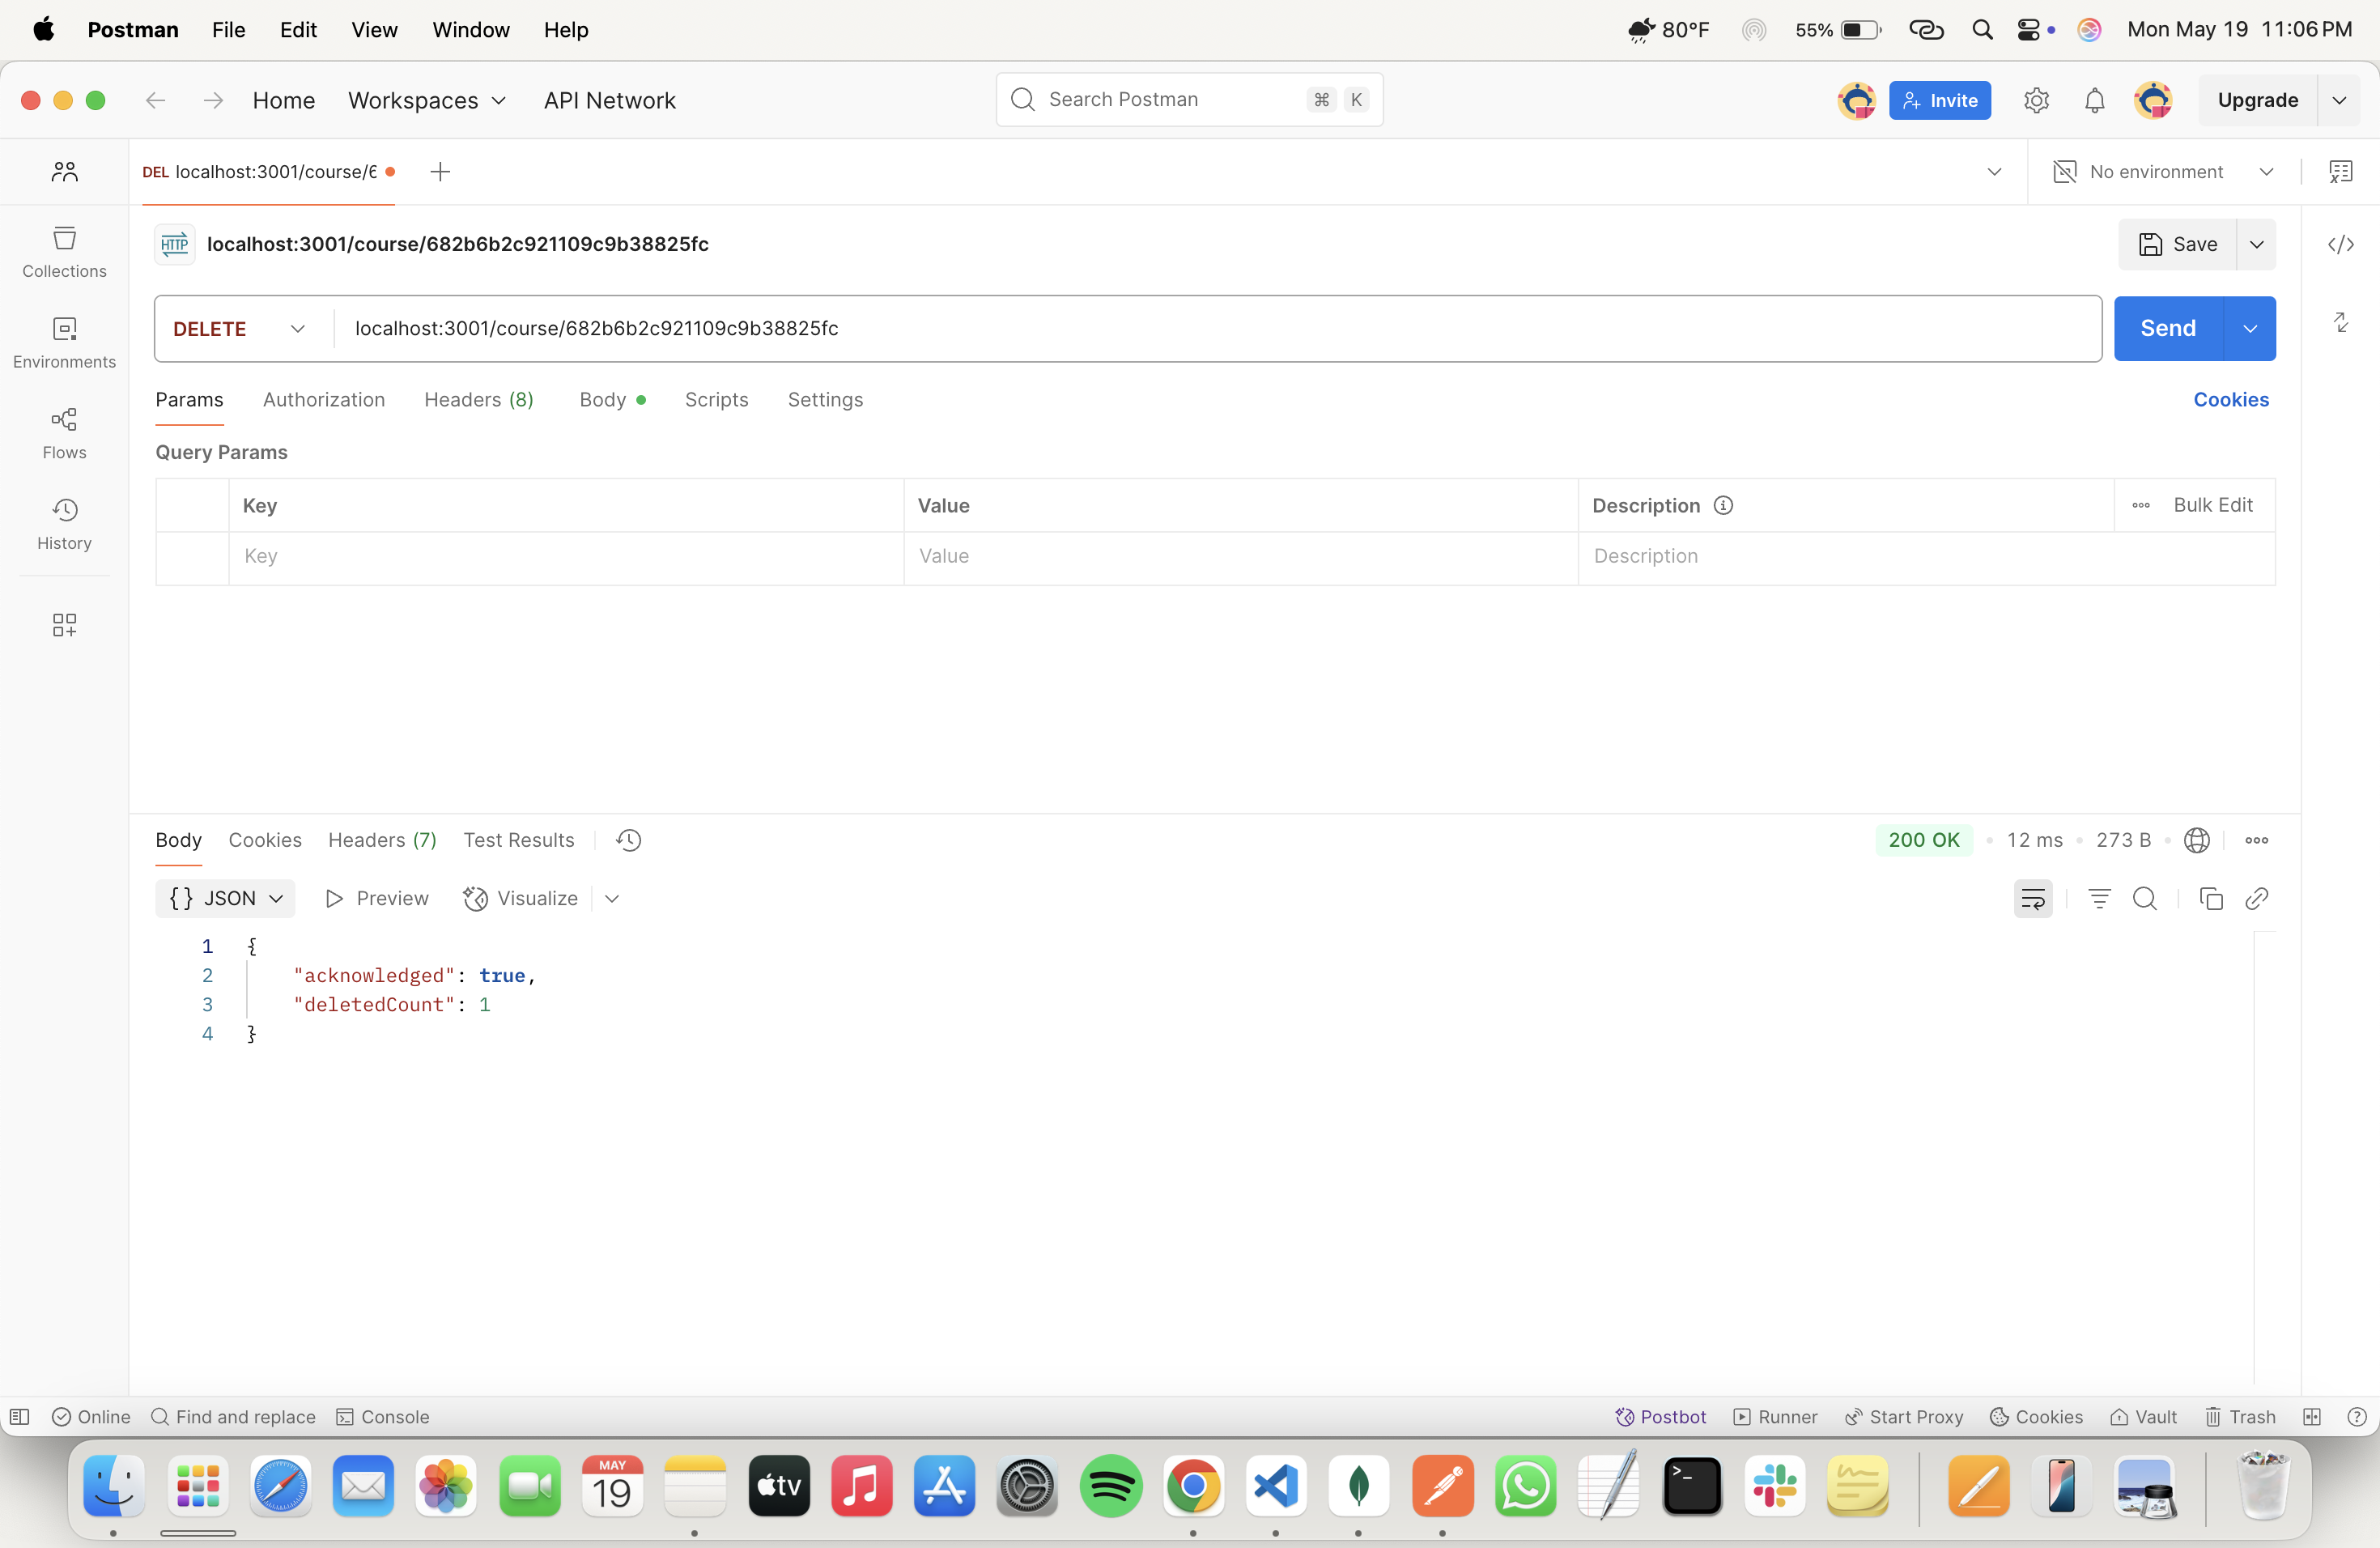 Postman File Edit View Window Help 80°F 55% Mon May 19 11:06 PM
Home Workspaces API Network Search Postman ⌘ K Invite Upgrade
DEL localhost:3001/course/6 No environment
HTTP localhost:3001/course/682b6b2c921109c9b38825fc Save </>
Collections
DELETE localhost:3001/course/682b6b2c921109c9b38825fc Send
Environments
Params Authorization Headers (8) Body Scripts Settings Cookies
Flows
Query Params
Key Value Description Bulk Edit
History
Key Value Description
Body Cookies Headers (7) Test Results 200 OK 12 ms 273 B
{ } JSON Preview Visualize
1 {
2 "acknowledged": true,
3 "deletedCount": 1
4 }
Online Find and replace Console Postbot Runner Start Proxy Cookies Vault Trash
MAY
19
tv
>_